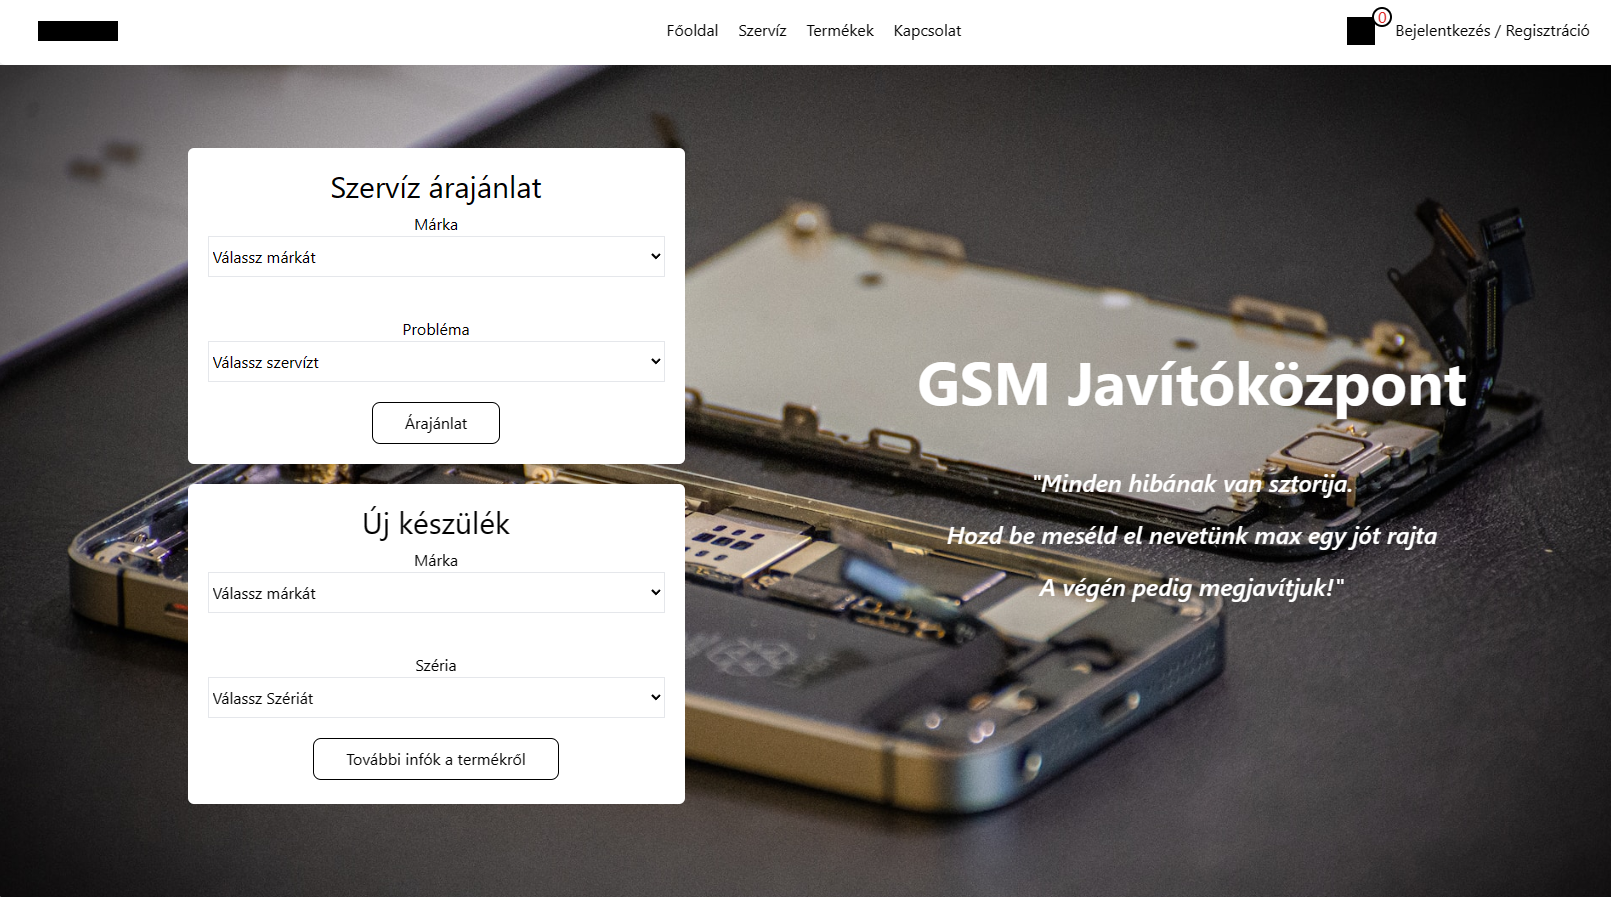 Főoldal Szervíz Termékek Kapcsolat 0 Bejelentkezés / Regisztráció
Szervíz árajánlat
Márka
Válassz márkát
Probléma
Válassz szervízt
Árajánlat
Új készülék
Márka
Válassz márkát
Széria
Válassz Szériát
További infók a termékről
GSM Javítóközpont
"Minden hibának van sztorija.
Hozd be meséld el nevetünk max egy jót rajta
A végén pedig megjavítjuk!"